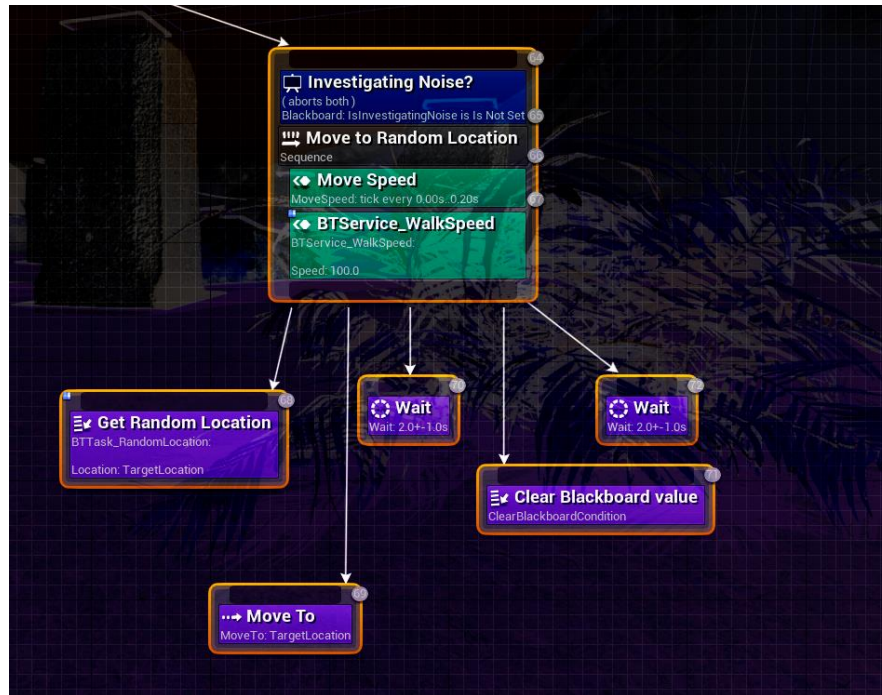 64
Investigating Noise?
( aborts both )
Blackboard: IsInvestigatingNoise is Is Not Set
65
Move to Random Location
66
Sequence
Move Speed
MoveSpeed: tick every 0.00s..0.20s
67
BTService_WalkSpeed
BTService_WalkSpeed:
Speed: 100.0
68
Get Random Location
BTTask_RandomLocation:
Location: TargetLocation
70
Wait
Wait: 2.0+-1.0s
72
Wait
Wait: 2.0+-1.0s
71
Clear Blackboard value
ClearBlackboardCondition
69
Move To
MoveTo: TargetLocation